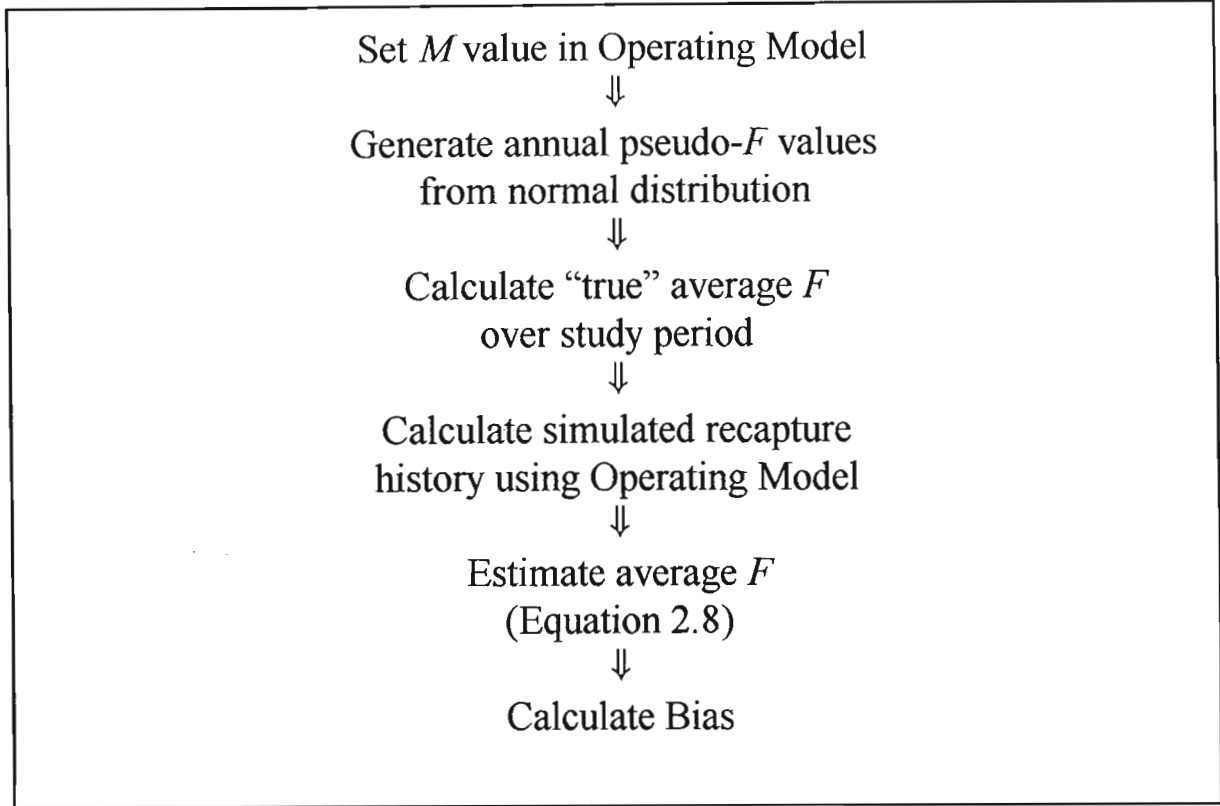 Set M value in Operating Model
⇓
Generate annual pseudo-F values
from normal distribution
⇓
Calculate “true” average F
over study period
⇓
Calculate simulated recapture
history using Operating Model
⇓
Estimate average F
(Equation 2.8)
⇓
Calculate Bias